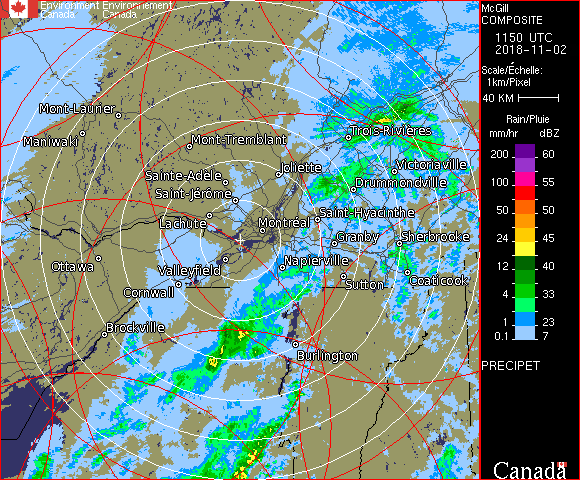 Environment Environnement
Canada Canada
McGill
COMPOSITE
1150 UTC
2018-11-02
Scale/Échelle:
1km/Pixel
40 KM
Rain/Pluie
mm/hr dBZ
200 60
100 55
50 50
24 45
12 40
4 33
1 23
0.1 7
PRECIPET
Canada
Mont-Laurier
Maniwaki
Mont-Tremblant
Trois-Rivières
Joliette
Victoriaville
Sainte-Adèle
Drummondville
Saint-Jérôme
Lachute
Saint-Hyacinthe
Montréal
Granby
Sherbrooke
Ottawa
Valleyfield
Napierville
Cornwall
Sutton
Coaticook
Brockville
Burlington